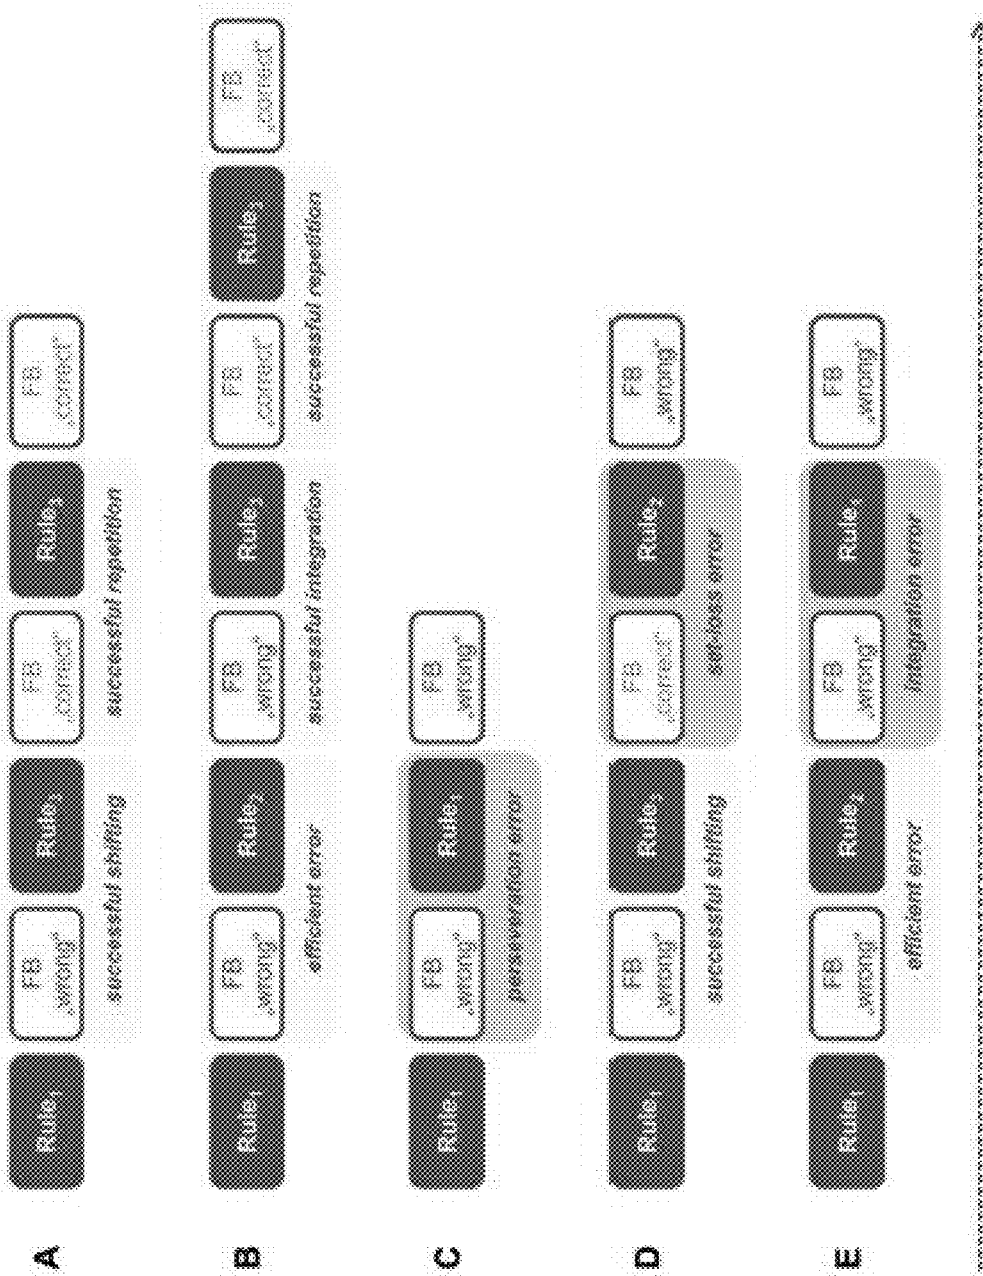 A
Rule₁
FB
„wrong“
Rule₃
FB
„correct“
Rule₃
FB
„correct“
successful shifting
successful repetition
B
Rule₁
FB
„wrong“
Rule₂
FB
„wrong“
Rule₃
FB
„correct“
Rule₃
FB
„correct“
efficient error
successful integration
successful repetition
C
Rule₁
FB
„wrong“
Rule₁
FB
„wrong“
perseveration error
D
Rule₁
FB
„wrong“
Rule₃
FB
„correct“
Rule₂
FB
„wrong“
successful shifting
set-loss error
E
Rule₁
FB
„wrong“
Rule₂
FB
„wrong“
Rule₁
FB
„wrong“
efficient error
integration error